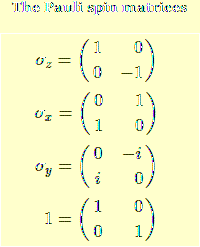 The Pauli spin matrices
σ_z = ( 1 0 ; 0 −1 )
σ_x = ( 0 1 ; 1 0 )
σ_y = ( 0 −i ; i 0 )
1 = ( 1 0 ; 0 1 )